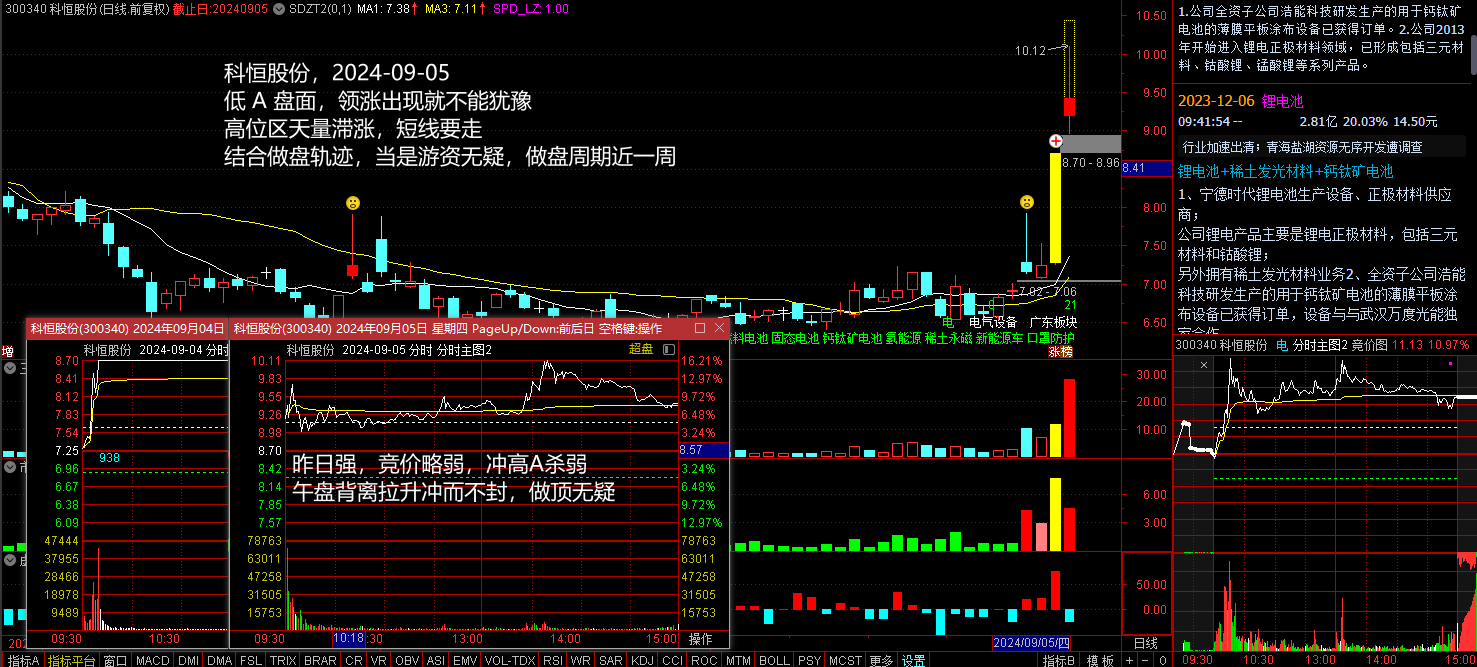 300340 科恒股份(日线.前复权) 截止日:20240905 SDZT2(0,1) MA1: 7.38↑ MA3: 7.11↑ SPD_LZ: 1.00
科恒股份，2024-09-05
低 A 盘面，领涨出现就不能犹豫
高位区天量滞涨，短线要走
结合做盘轨迹，当是游资无疑，做盘周期近一周
10.12
8.70 - 8.96
7.02 - 7.06
21
电 电气设备 广东板块
料电池 固态电池 钙钛矿电池 氢能源 稀土永磁 新能源车 口罩防护
涨榜
10.50
10.00
9.50
9.00
8.41
8.00
7.50
7.00
6.50
30.00
20.00
10.00
6.00
3.00
50.00
0.00
2024/09/05/四
日线
1.公司全资子公司浩能科技研发生产的用于钙钛矿
电池的薄膜平板涂布设备已获得订单。2.公司2013
年开始进入锂电正极材料领域，已形成包括三元材
料、钴酸锂、锰酸锂等系列产品。
2023-12-06 锂电池
09:41:54 -- 2.81亿 20.03% 14.50元
行业加速出清；青海盐湖资源无序开发遭调查
锂电池+稀土发光材料+钙钛矿电池
1、宁德时代锂电池生产设备、正极材料供应
商；
公司锂电产品主要是锂电正极材料，包括三元
材料和钴酸锂；
另外拥有稀土发光材料业务2、全资子公司浩能
科技研发生产的用于钙钛矿电池的薄膜平板涂
布设备已获得订单，设备与与武汉万度光能独
家合作
300340 科恒股份 电 分时主图2 竞价图 11.13 10.97%
09:30 10:30 13:00 14:00 15:00
增
科恒股份(300340) 2024年09月04日
科恒股份 2024-09-04 分时
8.70
8.41
8.12
7.83
7.54
7.25
6.96
6.67
6.38
6.09
47444
37955
28466
18978
9489
938
09:30 10:30
科恒股份(300340) 2024年09月05日 星期四 PageUp/Down:前后日 空格键:操作
科恒股份 2024-09-05 分时 分时主图2 超盘
10.11
9.83
9.55
9.26
8.98
8.70
8.42
8.14
7.85
7.57
78763
63011
47258
31505
15753
16.21%
12.97%
9.72%
6.48%
3.24%
8.57
3.24%
6.48%
9.72%
12.97%
78763
63011
47258
31505
15753
昨日强，竞价略弱，冲高A杀弱
午盘背离拉升冲而不封，做顶无疑
09:30 10:18 :30 13:00 14:00 15:00 操作
指标A 指标平台 窗口 MACD DMI DMA FSL TRIX BRAR CR VR OBV ASI EMV VOL-TDX RSI WR SAR KDJ CCI ROC MTM BOLL PSY MCST 更多 设置 指标B 模板 + - 0